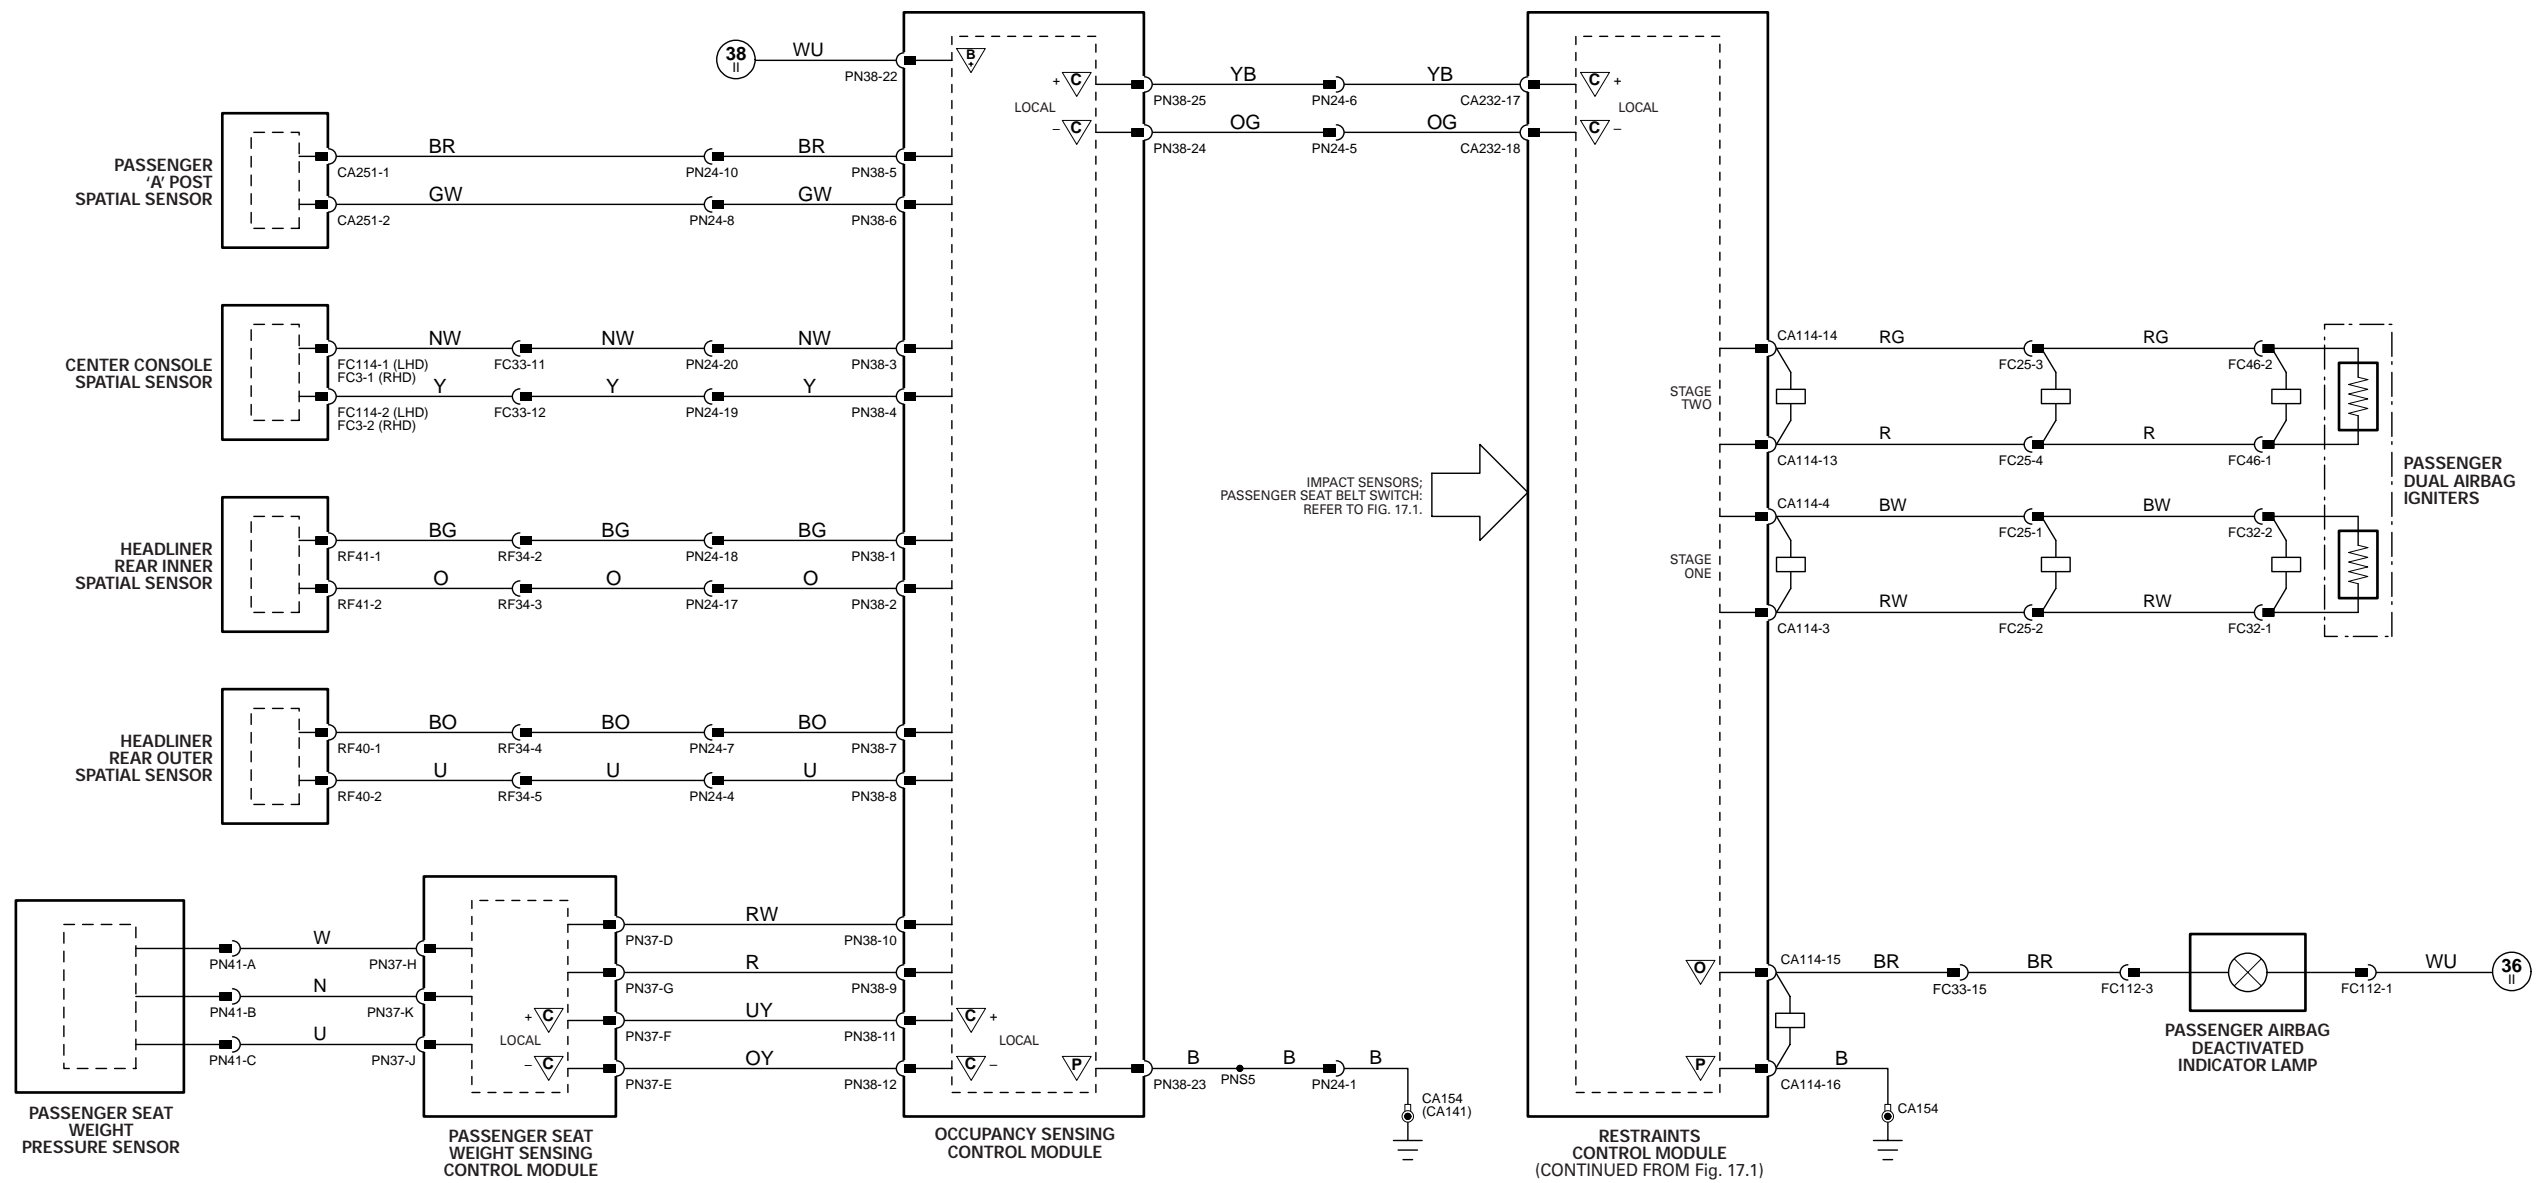 38
II
WU
PN38-22
B
+
+
C
LOCAL
–
C
PN38-25
YB
PN24-6
YB
CA232-17
PN38-24
OG
PN24-5
OG
CA232-18
C
+
LOCAL
C
–
PASSENGER
'A' POST
SPATIAL SENSOR
CA251-1
BR
PN24-10
BR
PN38-5
CA251-2
GW
PN24-8
GW
PN38-6
CENTER CONSOLE
SPATIAL SENSOR
FC114-1 (LHD)
FC3-1 (RHD)
NW
FC33-11
NW
PN24-20
NW
PN38-3
FC114-2 (LHD)
FC3-2 (RHD)
Y
FC33-12
Y
PN24-19
Y
PN38-4
HEADLINER
REAR INNER
SPATIAL SENSOR
RF41-1
BG
RF34-2
BG
PN24-18
BG
PN38-1
RF41-2
O
RF34-3
O
PN24-17
O
PN38-2
HEADLINER
REAR OUTER
SPATIAL SENSOR
RF40-1
BO
RF34-4
BO
PN24-7
BO
PN38-7
RF40-2
U
RF34-5
U
PN24-4
U
PN38-8
PASSENGER SEAT
WEIGHT
PRESSURE SENSOR
PN41-A
W
PN37-H
PN41-B
N
PN37-K
PN41-C
U
PN37-J
+
C
LOCAL
–
C
PASSENGER SEAT
WEIGHT SENSING
CONTROL MODULE
PN37-D
RW
PN38-10
PN37-G
R
PN38-9
PN37-F
UY
PN38-11
PN37-E
OY
PN38-12
C
+
LOCAL
C
–
P
OCCUPANCY SENSING
CONTROL MODULE
PN38-23
B
PNS5
B
PN24-1
B
CA154
(CA141)
IMPACT SENSORS;
PASSENGER SEAT BELT SWITCH:
REFER TO FIG. 17.1.
STAGE
TWO
CA114-14
RG
FC25-3
RG
FC46-2
CA114-13
R
FC25-4
R
FC46-1
STAGE
ONE
CA114-4
BW
FC25-1
BW
FC32-2
CA114-3
RW
FC25-2
RW
FC32-1
PASSENGER
DUAL AIRBAG
IGNITERS
O
CA114-15
BR
FC33-15
BR
FC112-3
FC112-1
WU
36
II
PASSENGER AIRBAG
DEACTIVATED
INDICATOR LAMP
P
CA114-16
B
CA154
RESTRAINTS
CONTROL MODULE
(CONTINUED FROM Fig. 17.1)